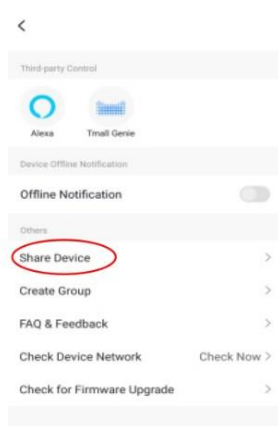 Third-party Control
Alexa
Tmall Genie
Device Offline Notification
Offline Notification
Others
Share Device
Create Group
FAQ & Feedback
Check Device Network Check Now
Check for Firmware Upgrade